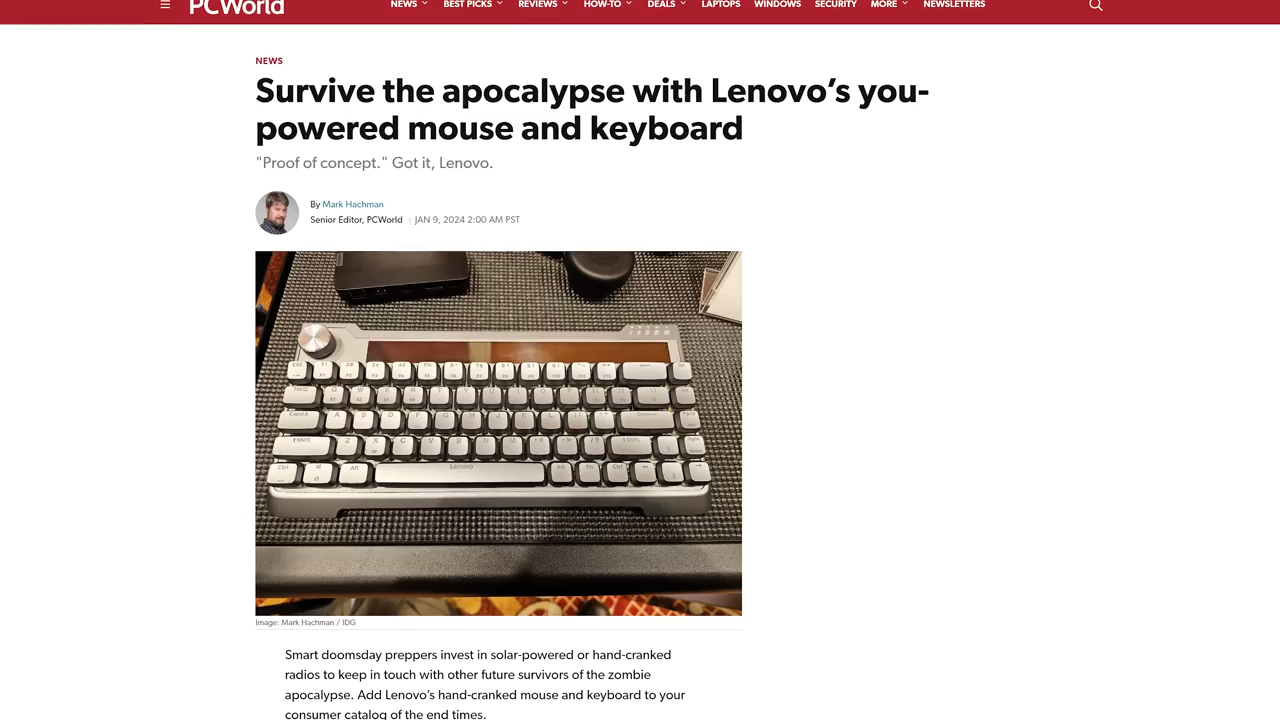 PCWorld
NEWS BEST PICKS REVIEWS HOW-TO DEALS LAPTOPS WINDOWS SECURITY MORE NEWSLETTERS
NEWS
Survive the apocalypse with Lenovo’s you-
powered mouse and keyboard
"Proof of concept." Got it, Lenovo.
By Mark Hachman
Senior Editor, PCWorld | JAN 9, 2024 2:00 AM PST
Lenovo
Image: Mark Hachman / IDG
Smart doomsday preppers invest in solar-powered or hand-cranked
radios to keep in touch with other future survivors of the zombie
apocalypse. Add Lenovo’s hand-cranked mouse and keyboard to your
consumer catalog of the end times.